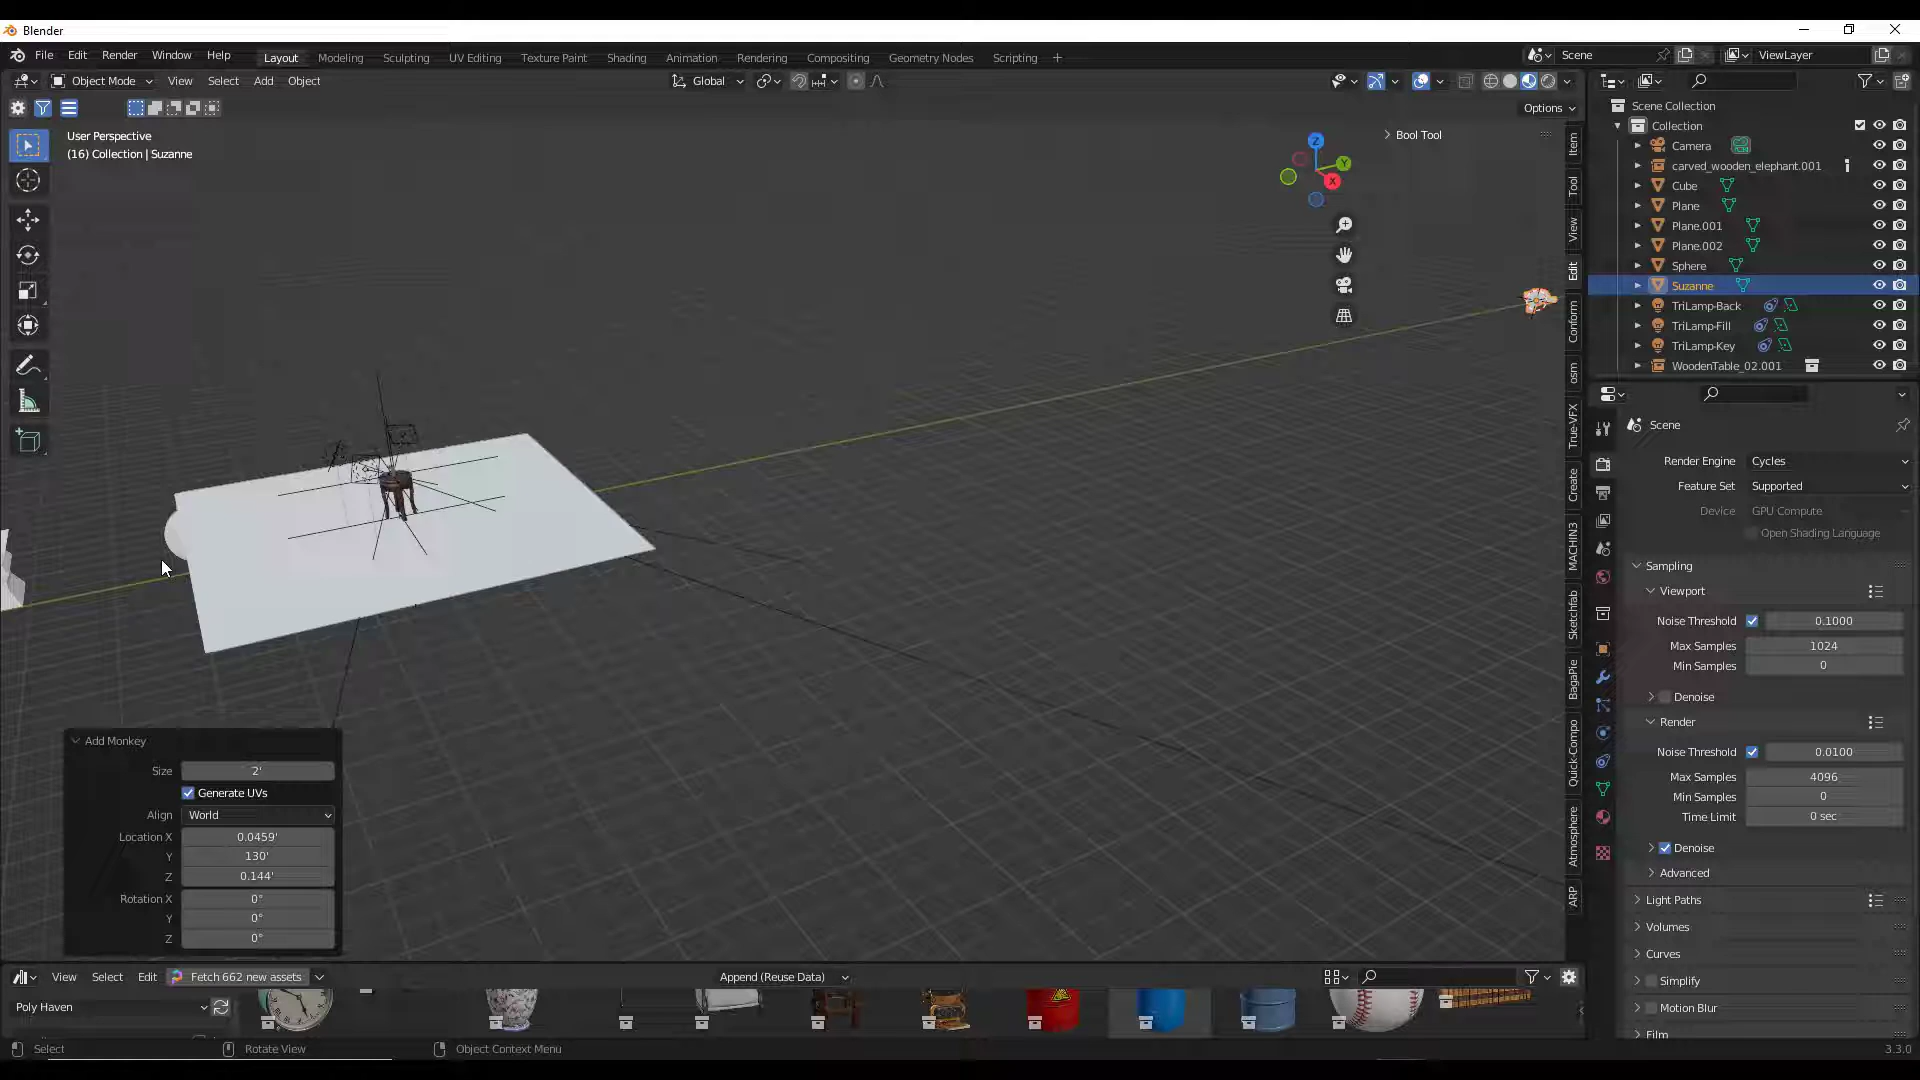 Blender
File Edit Render Window Help
Layout Modeling Sculpting UV Editing Texture Paint Shading Animation Rendering Compositing Geometry Nodes Scripting +
Scene
ViewLayer
Object Mode View Select Add Object
Global
Options
User Perspective
(16) Collection | Suzanne
Bool Tool
Z
Y
X
Item
Tool
View
Edit
Conform
osm
True-VFX
Create
MACHIN3
Sketchfab
BagaPie
Quick-Compo
Atmosphere
ARP
Scene Collection
Collection
Camera
carved_wooden_elephant.001
Cube
Plane
Plane.001
Plane.002
Sphere
Suzanne
TriLamp-Back
TriLamp-Fill
TriLamp-Key
WoodenTable_02.001
Scene
Render Engine Cycles
Feature Set Supported
Device GPU Compute
Open Shading Language
Sampling
Viewport
Noise Threshold 0.1000
Max Samples 1024
Min Samples 0
Denoise
Render
Noise Threshold 0.0100
Max Samples 4096
Min Samples 0
Time Limit 0 sec
Denoise
Advanced
Light Paths
Volumes
Curves
Simplify
Motion Blur
Film
Add Monkey
Size 2'
Generate UVs
Align World
Location X 0.0459'
Y 130'
Z 0.144'
Rotation X 0°
Y 0°
Z 0°
View Select Edit Fetch 662 new assets Append (Reuse Data)
Poly Haven
Select Rotate View Object Context Menu 3.3.0